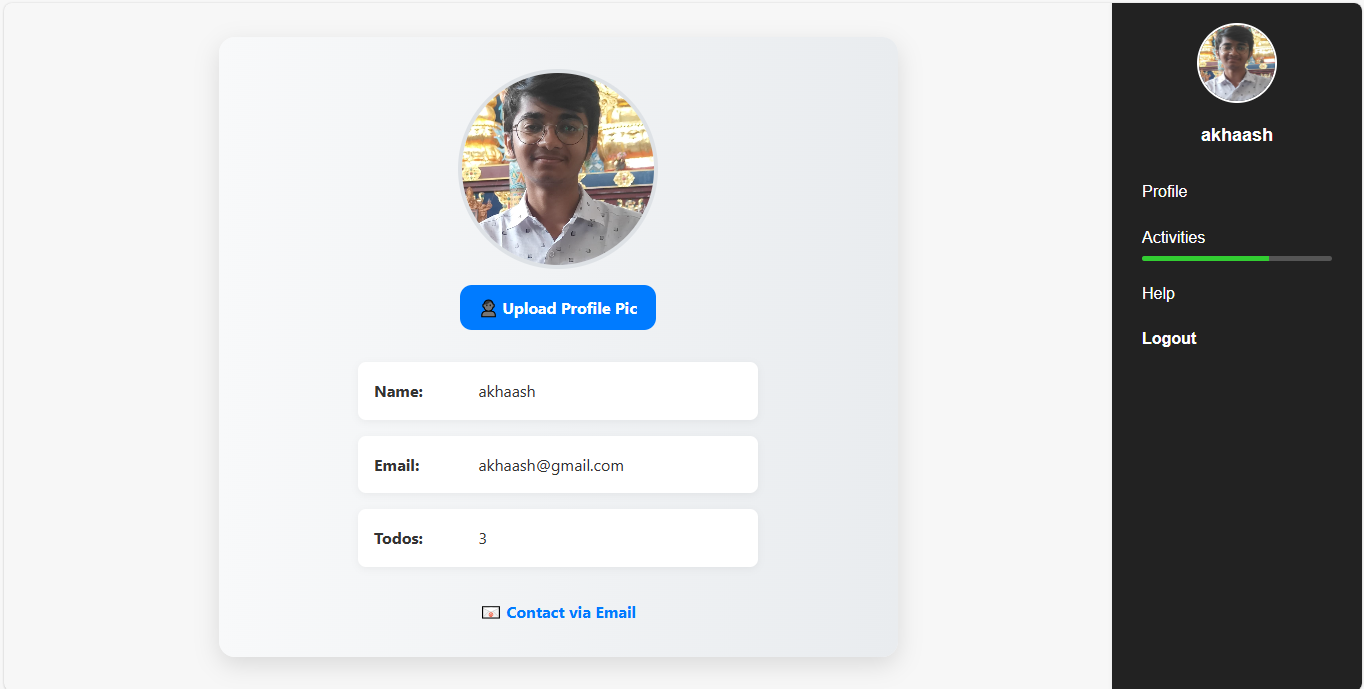 Upload Profile Pic
Name: akhaash
Email: akhaash@gmail.com
Todos: 3
Contact via Email
akhaash
Profile
Activities
Help
Logout